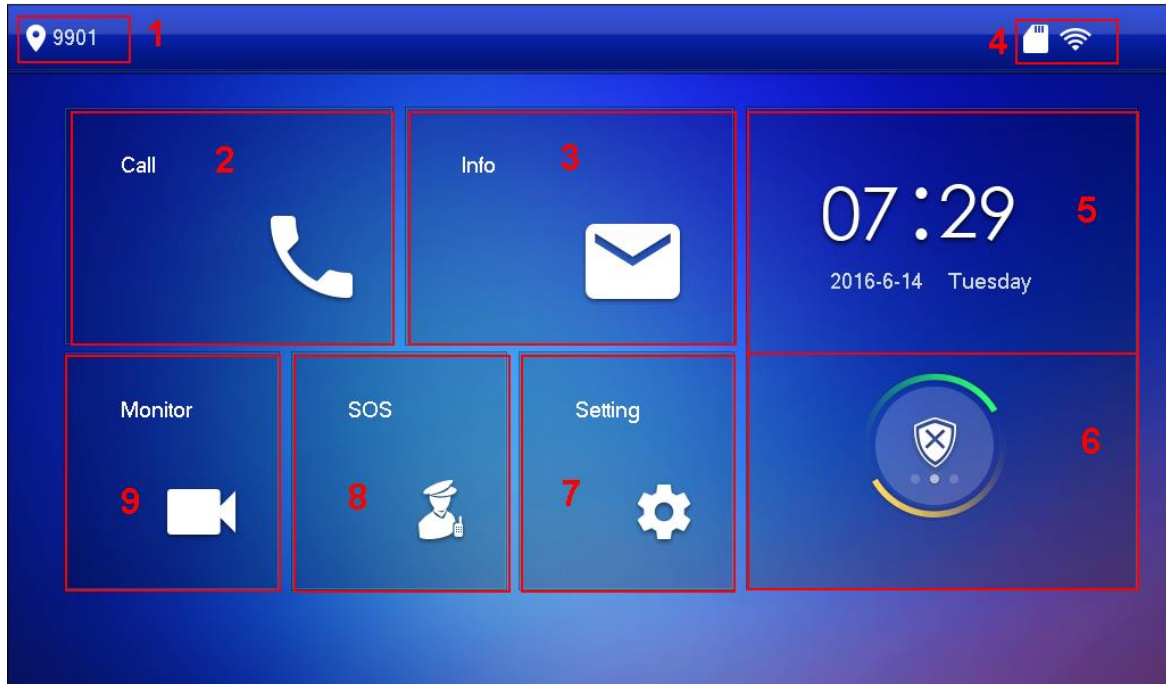 9901 1
4
Call 2
Info 3
07:29 5
2016-6-14 Tuesday
Monitor
9
SOS
8
Setting
7
6